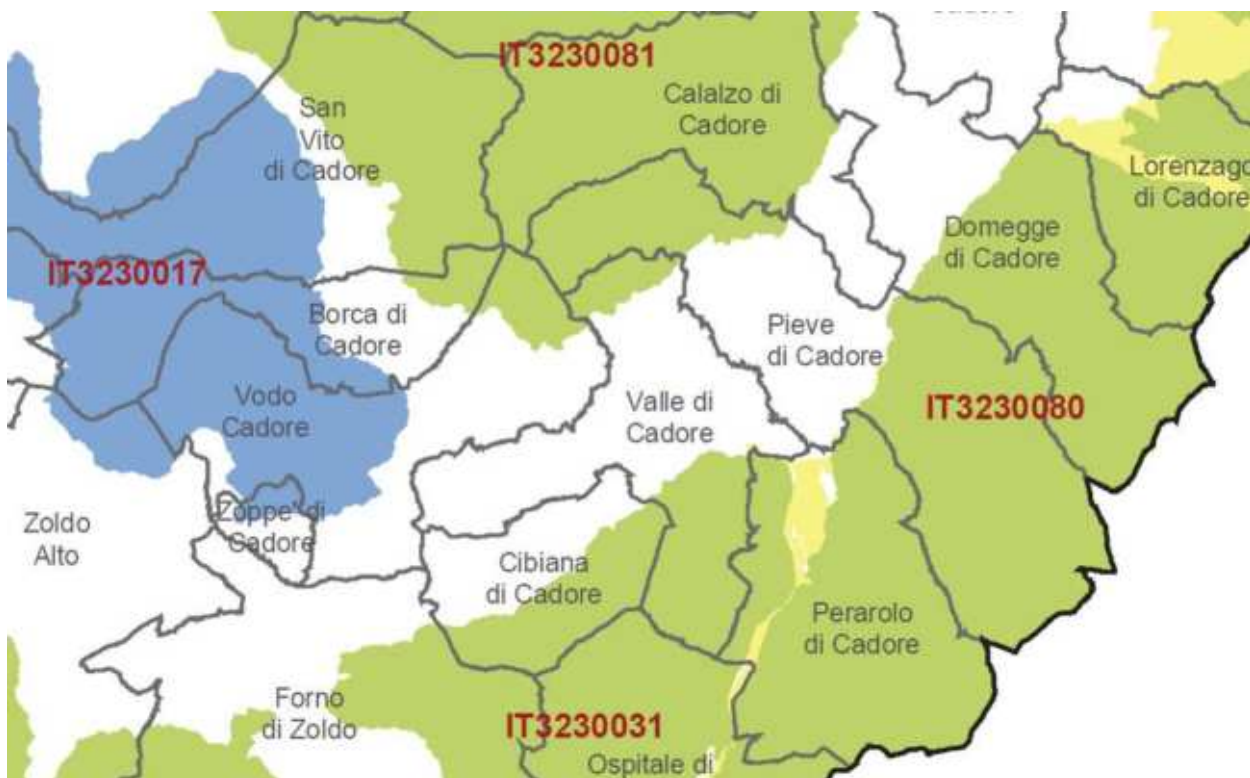 Cadore
IT3230081
Calalzo di
Cadore
San
Vito
di Cadore
Lorenzago
di Cadore
Domegge
di Cadore
IT3230017
Borca di
Cadore
Pieve
di Cadore
Vodo
Cadore
Valle di
Cadore
IT3230080
Zoppe' di
Cadore
Zoldo
Alto
Cibiana
di Cadore
Perarolo
di Cadore
Forno
di Zoldo
IT3230031
Ospitale di